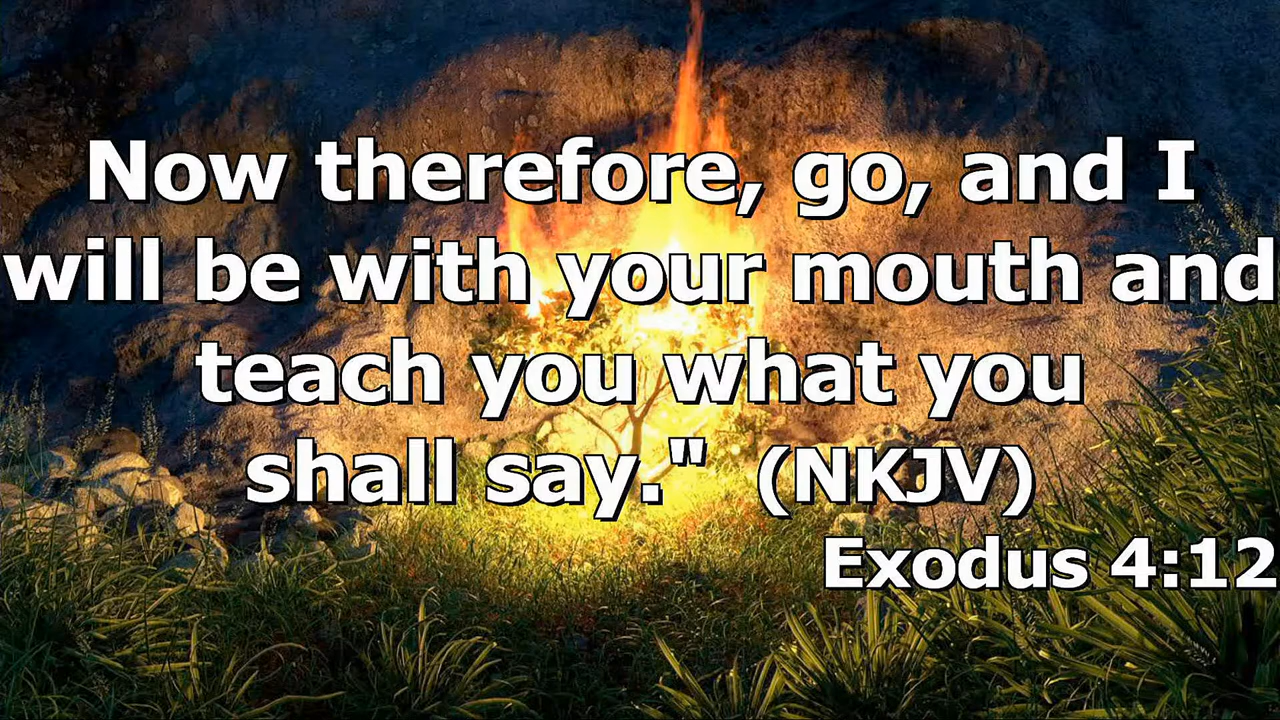 Now therefore, go, and I
will be with your mouth and
teach you what you
shall say."  (NKJV)
Exodus 4:12